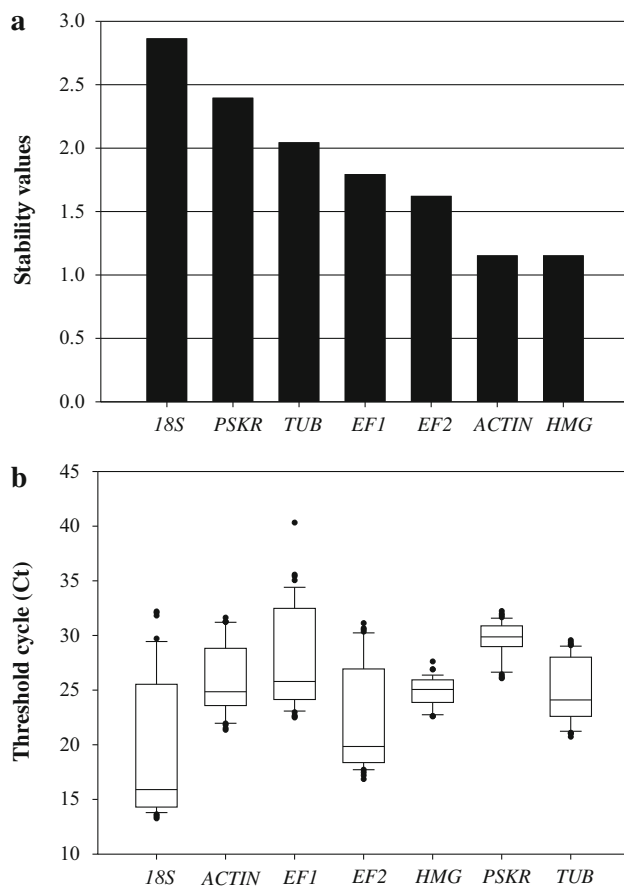 a
Stability values
3.0
2.5
2.0
1.5
1.0
0.5
0.0
18S PSKR TUB EF1 EF2 ACTIN HMG
b
Threshold cycle (Ct)
45
40
35
30
25
20
15
10
18S ACTIN EF1 EF2 HMG PSKR TUB